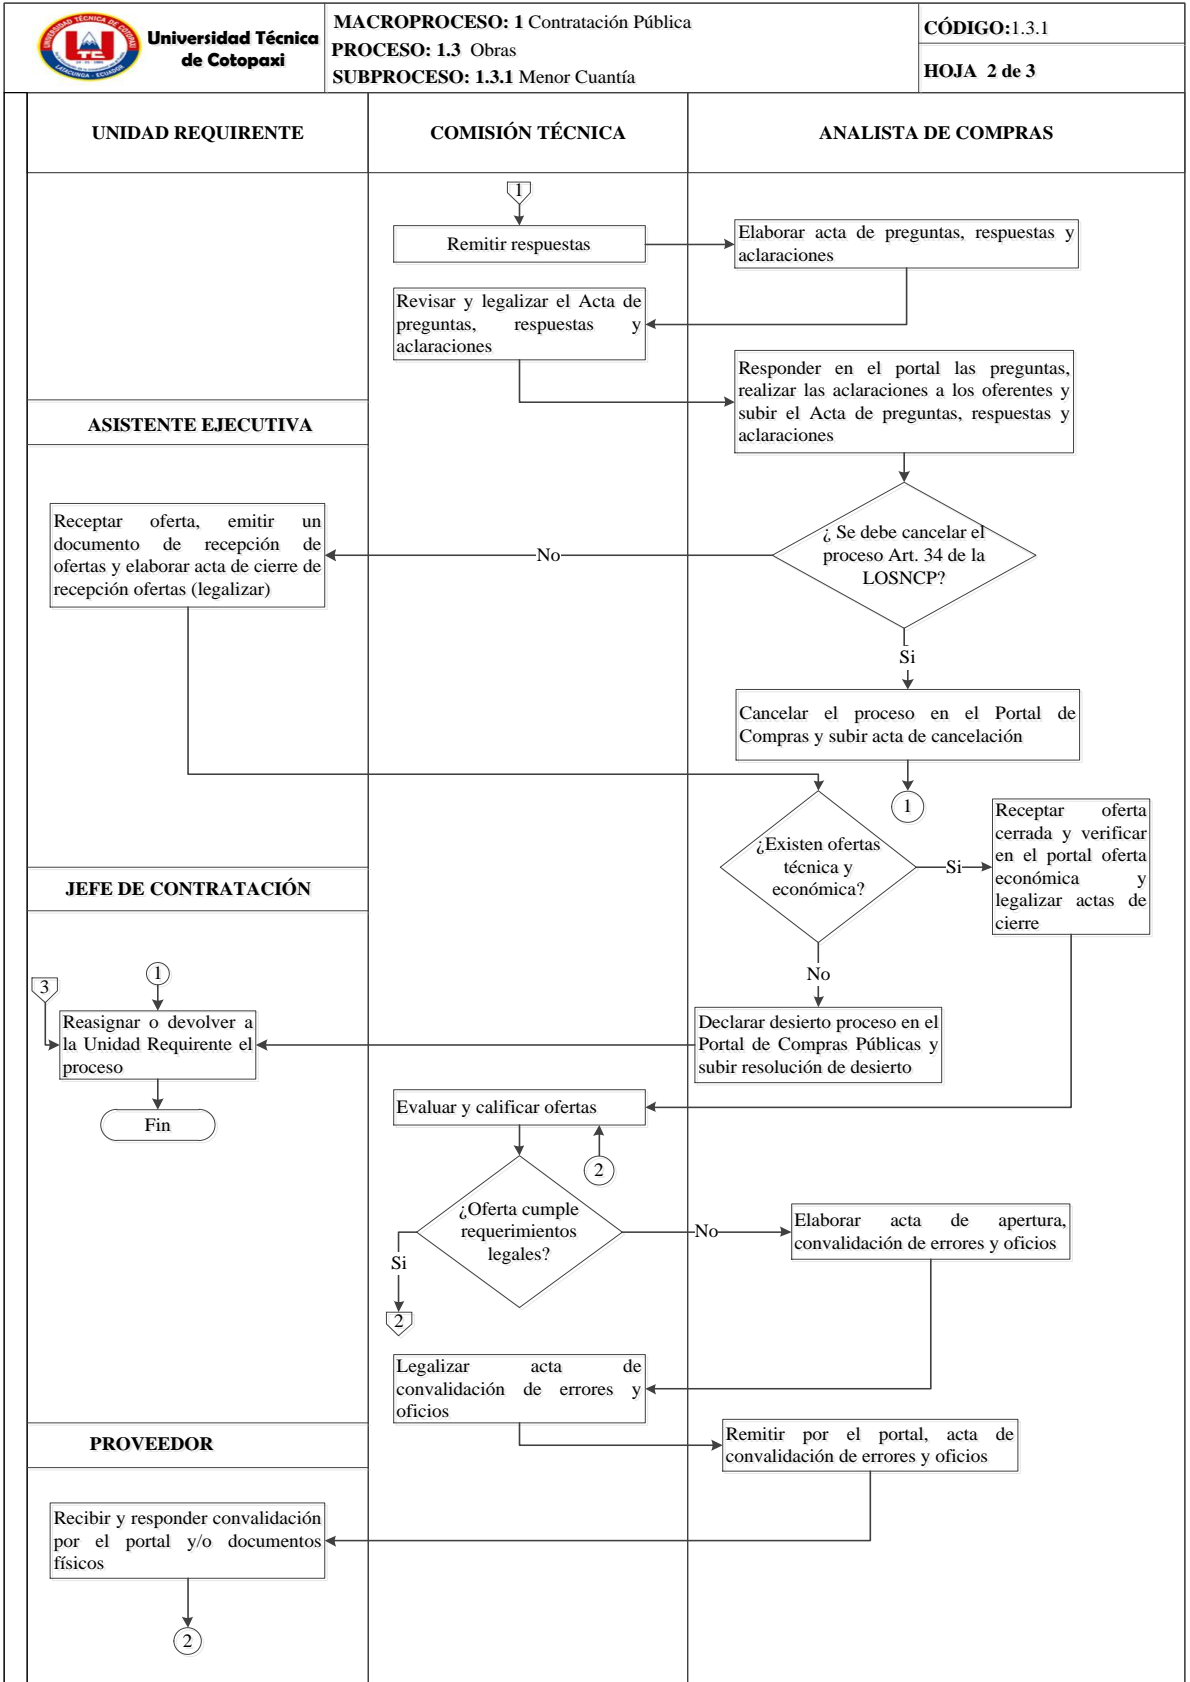 Universidad Técnica
de Cotopaxi
MACROPROCESO: 1 Contratación Pública
PROCESO: 1.3 Obras
SUBPROCESO: 1.3.1 Menor Cuantía
CÓDIGO:1.3.1
HOJA 2 de 3
UNIDAD REQUIRENTE
COMISIÓN TÉCNICA
ANALISTA DE COMPRAS
1
Remitir respuestas
Elaborar acta de preguntas, respuestas y
aclaraciones
Revisar y legalizar el Acta de
preguntas, respuestas y
aclaraciones
Responder en el portal las preguntas,
realizar las aclaraciones a los oferentes y
subir el Acta de preguntas, respuestas y
aclaraciones
ASISTENTE EJECUTIVA
¿ Se debe cancelar el
proceso Art. 34 de la
LOSNCP?
No
Receptar oferta, emitir un
documento de recepción de
ofertas y elaborar acta de cierre de
recepción ofertas (legalizar)
Si
Cancelar el proceso en el Portal de
Compras y subir acta de cancelación
1
¿Existen ofertas
técnica y
económica?
Si
Receptar oferta
cerrada y verificar
en el portal oferta
económica y
legalizar actas de
cierre
JEFE DE CONTRATACIÓN
No
1
3
Reasignar o devolver a
la Unidad Requirente el
proceso
Declarar desierto proceso en el
Portal de Compras Públicas y
subir resolución de desierto
Fin
Evaluar y calificar ofertas
2
¿Oferta cumple
requerimientos
legales?
No
Elaborar acta de apertura,
convalidación de errores y oficios
Si
2
Legalizar acta de
convalidación de errores y
oficios
Remitir por el portal, acta de
convalidación de errores y oficios
PROVEEDOR
Recibir y responder convalidación
por el portal y/o documentos
físicos
2